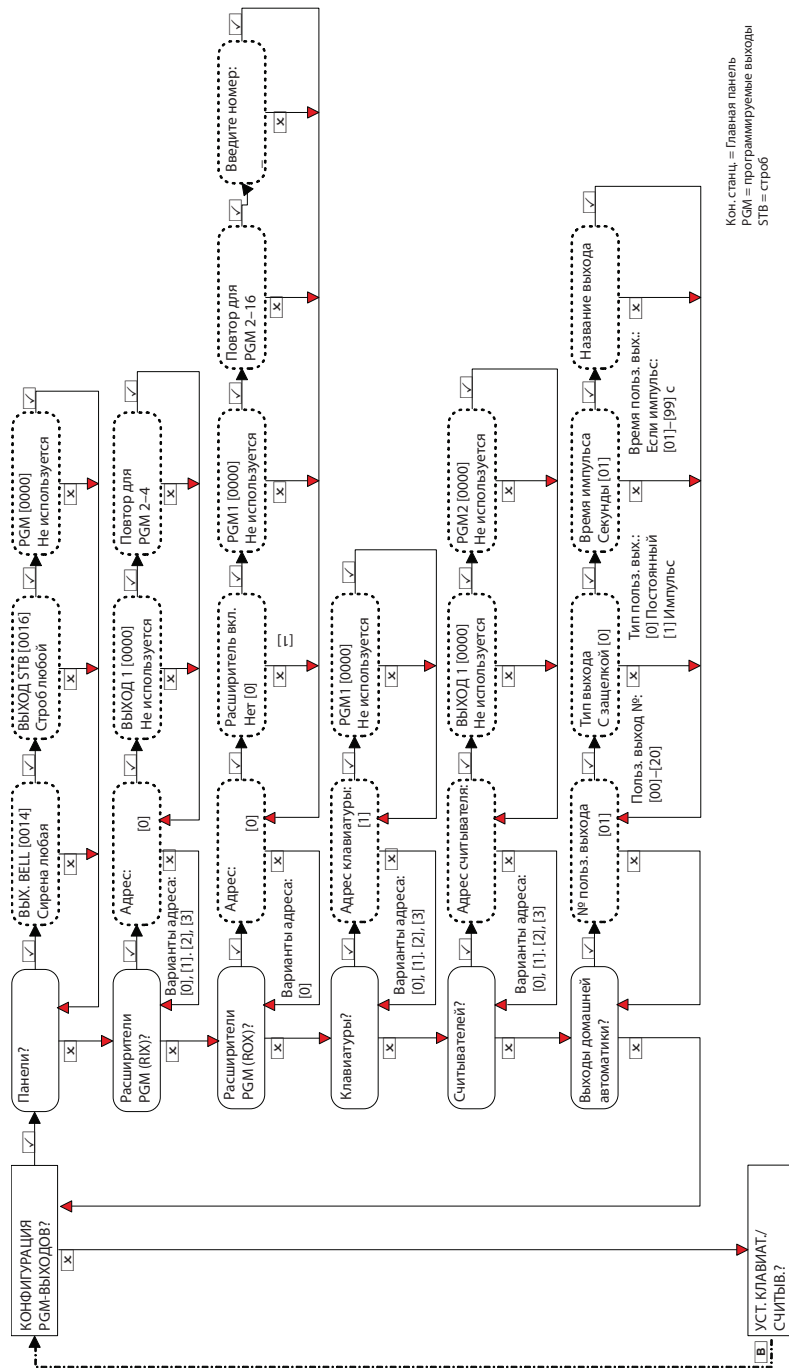 КОНФИГУРАЦИЯ
PGM-ВЫХОДОВ?
Панели?
ВЫХ. BELL [0014]
Сирена любая
ВЫХОД STB [0016]
Строб любой
PGM [0000]
Не используется
Расширители
PGM (RIX)?
Варианты адреса:
[0], [1]. [2], [3]
Адрес:
[0]
ВЫХОД 1 [0000]
Не используется
Повтор для
PGM 2–4
Расширители
PGM (ROX)?
Варианты адреса:
[0]
Адрес:
[0]
Расширитель вкл.
Нет [0]
[1]
PGM1 [0000]
Не используется
Повтор для
PGM 2–16
Введите номер:
_
Клавиатуры?
Варианты адреса:
[0], [1]. [2], [3]
Адрес клавиатуры:
[1]
PGM1 [0000]
Не используется
Считывателей?
Варианты адреса:
[0], [1]. [2], [3]
Адрес считывателя:
ВЫХОД 1 [0000]
Не используется
PGM2 [0000]
Не используется
Выходы домашней
автоматики?
№ польз. выхода
[01]
Польз. выход №:
[00]–[20]
Тип выхода
С защелкой [0]
Тип польз. вых.:
[0] Постоянный
[1] Импульс
Время импульса
Секунды [01]
Время польз. вых.:
Если импульс:
[01]–[99] с
Название выхода
Кон. станц. = Главная панель
PGM = программируемые выходы
STB = строб
B
УСТ. КЛАВИАТ./
СЧИТЫВ.?